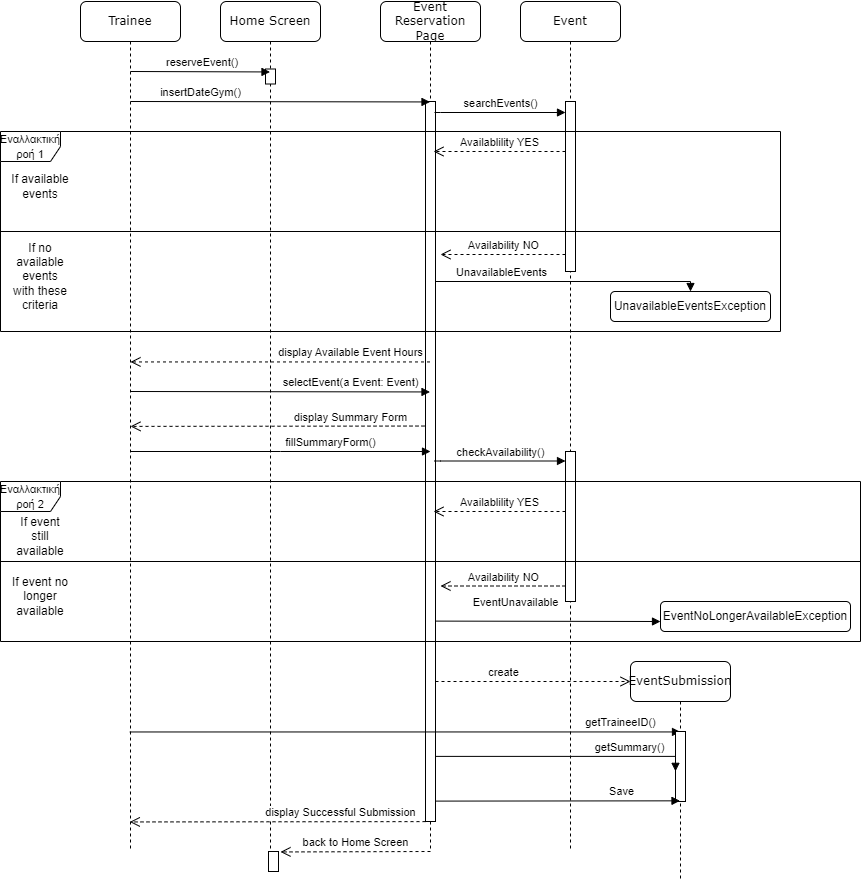 Trainee
Home Screen
Event
Reservation
Page
Event
reserveEvent()
insertDateGym()
searchEvents()
Εναλλακτική
ροή 1
Availablility YES
If available
events
If no
available
events
with these
criteria
Availability NO
UnavailableEvents
UnavailableEventsException
display Available Event Hours
selectEvent(a Event: Event)
display Summary Form
fillSummaryForm()
checkAvailability()
Εναλλακτική
ροή 2
Availablility YES
If event
still
available
If event no
longer
available
Availability NO
EventUnavailable
EventNoLongerAvailableException
create
EventSubmission
getTraineeID()
getSummary()
Save
display Successful Submission
back to Home Screen